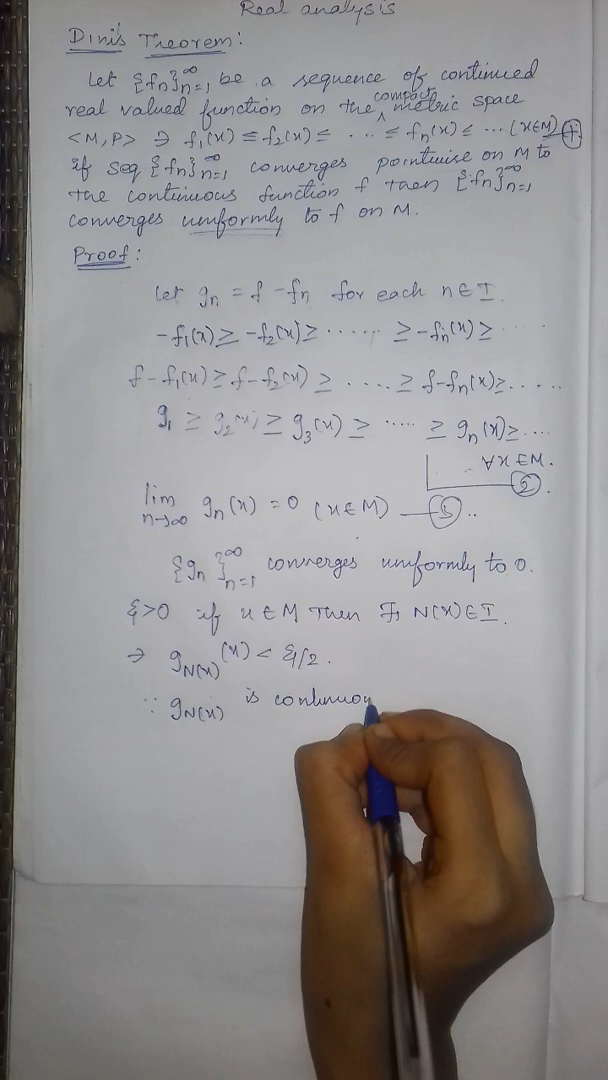 Real analysis
Dini's Theorem:
Let {fn}∞n=1 be a sequence of continued
real valued function on the compact metric space
<M,P> ∋ f1(x) ≤ f2(x) ≤ ... ≤ fn(x) ≤ ... (x∈M)
if seq {fn}∞n=1 converges pointwise on M to
the continuous function f then {fn}∞n=1
converges uniformly to f on M.
Proof:
Let gn = f - fn for each n∈I.
-f1(x) ≥ -f2(x) ≥ ...... ≥ -fn(x) ≥ ......
f-f1(x) ≥ f-f2(x) ≥ ..... ≥ f-fn(x) ≥ .....
g1 ≥ g2(x) ≥ g3(x) ≥ ..... ≥ gn(x) ≥ ...
∀x∈M.
②.
lim n→∞ gn(x) = 0 (x∈M) —③..
{gn}∞n=1 converges uniformly to 0.
ξ>0 if x∈M Then ∃ N(x)∈I.
∋ gN(x)(x) < ξ/2.
∵ gN(x) is continuou